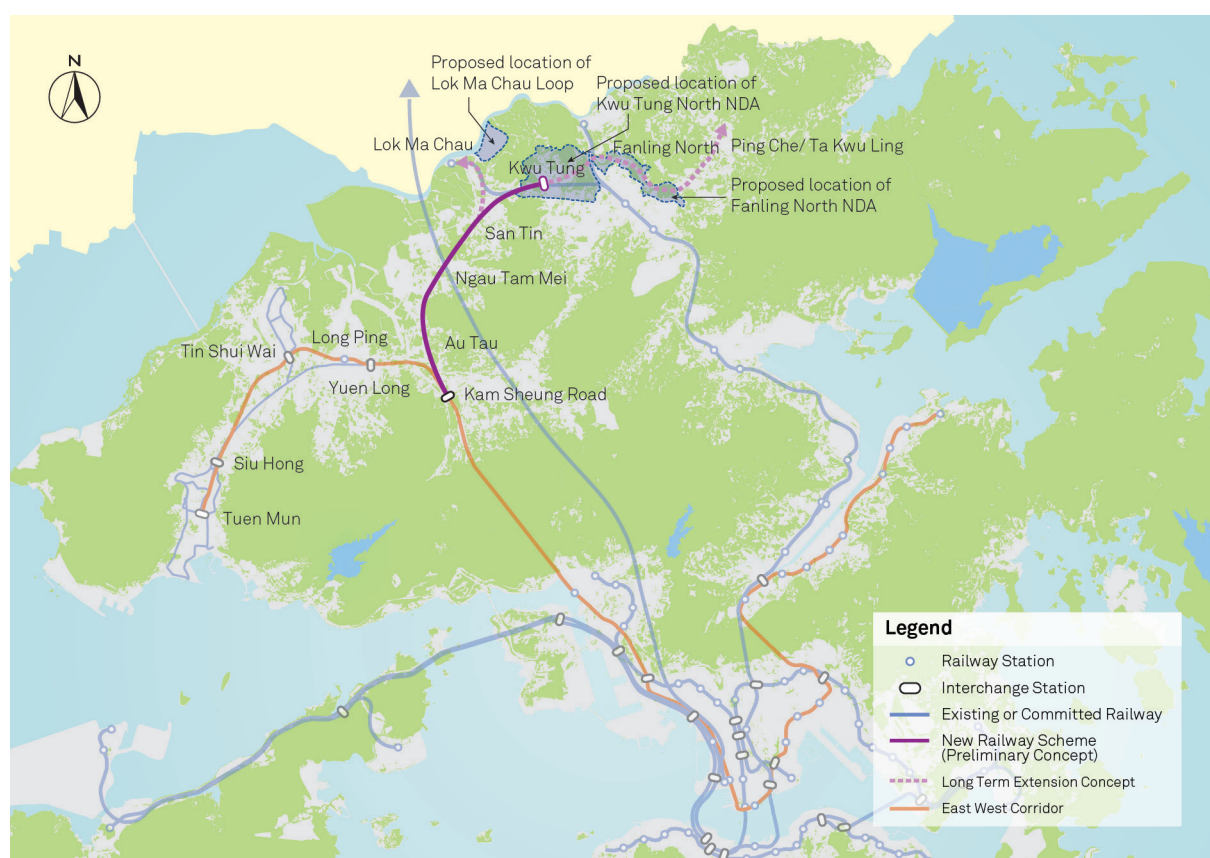 N
Proposed location of
Lok Ma Chau Loop
Proposed location of
Kwu Tung North NDA
Lok Ma Chau
Fanling North
Ping Che/ Ta Kwu Ling
Kwu Tung
Proposed location of
Fanling North NDA
San Tin
Ngau Tam Mei
Long Ping
Au Tau
Tin Shui Wai
Yuen Long
Kam Sheung Road
Siu Hong
Tuen Mun
Legend
Railway Station
Interchange Station
Existing or Committed Railway
New Railway Scheme
(Preliminary Concept)
Long Term Extension Concept
East West Corridor